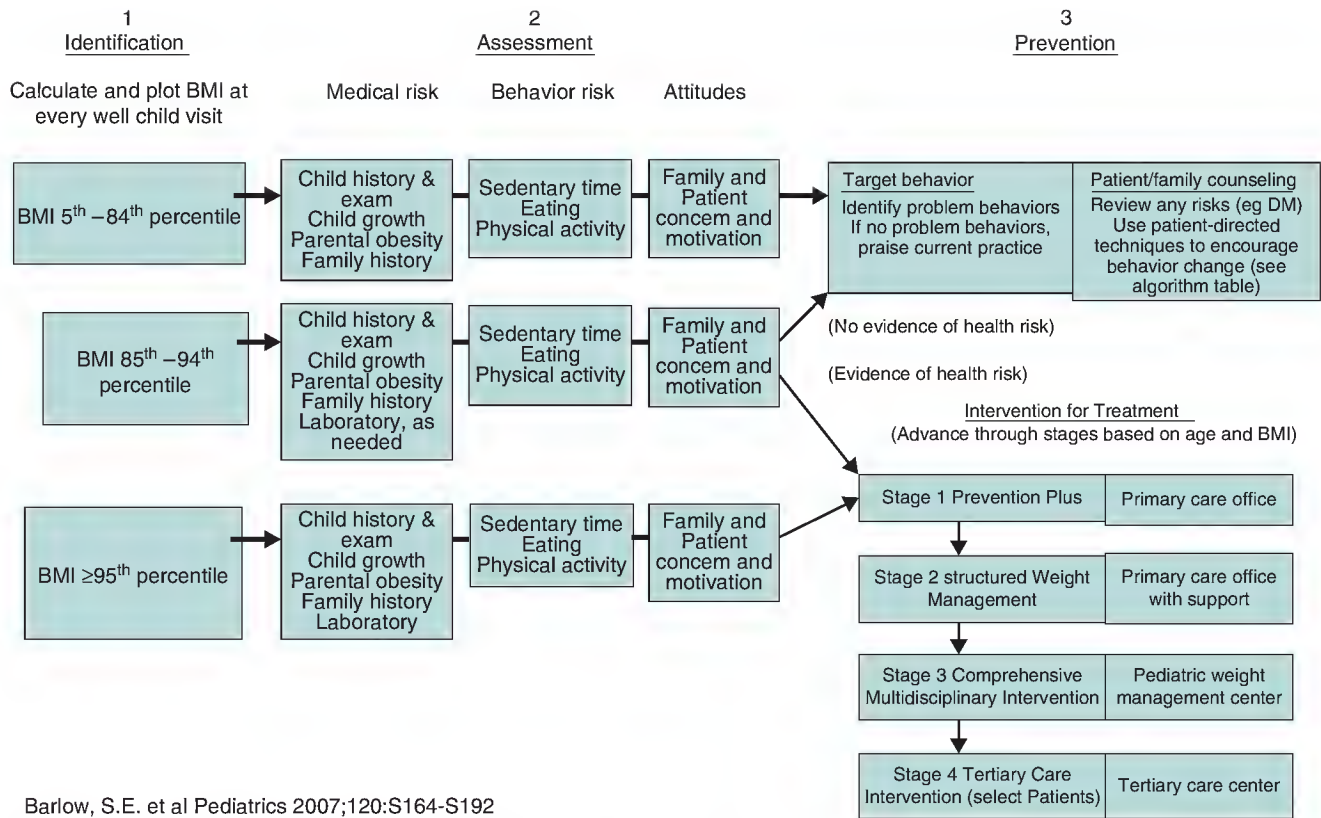 1
Identification
2
Assessment
3
Prevention
Calculate and plot BMI at
every well child visit
Medical risk
Behavior risk
Attitudes
BMI 5th –84th percentile
Child history &
exam
Child growth
Parental obesity
Family history
Sedentary time
Eating
Physical activity
Family and
Patient
concem and
motivation
Target behavior
Identify problem behaviors
If no problem behaviors,
praise current practice
Patient/family counseling
Review any risks (eg DM)
Use patient-directed
techniques to encourage
behavior change (see
algorithm table)
BMI 85th –94th
percentile
Child history &
exam
Child growth
Parental obesity
Family history
Laboratory, as
needed
Sedentary time
Eating
Physical activity
Family and
Patient
concem and
motivation
(No evidence of health risk)
(Evidence of health risk)
Intervention for Treatment
(Advance through stages based on age and BMI)
BMI ≥95th percentile
Child history &
exam
Child growth
Parental obesity
Family history
Laboratory
Sedentary time
Eating
Physical activity
Family and
Patient
concem and
motivation
Stage 1 Prevention Plus
Primary care office
Stage 2 structured Weight
Management
Primary care office
with support
Stage 3 Comprehensive
Multidisciplinary Intervention
Pediatric weight
management center
Stage 4 Tertiary Care
Intervention (select Patients)
Tertiary care center
Barlow, S.E. et al Pediatrics 2007;120:S164-S192